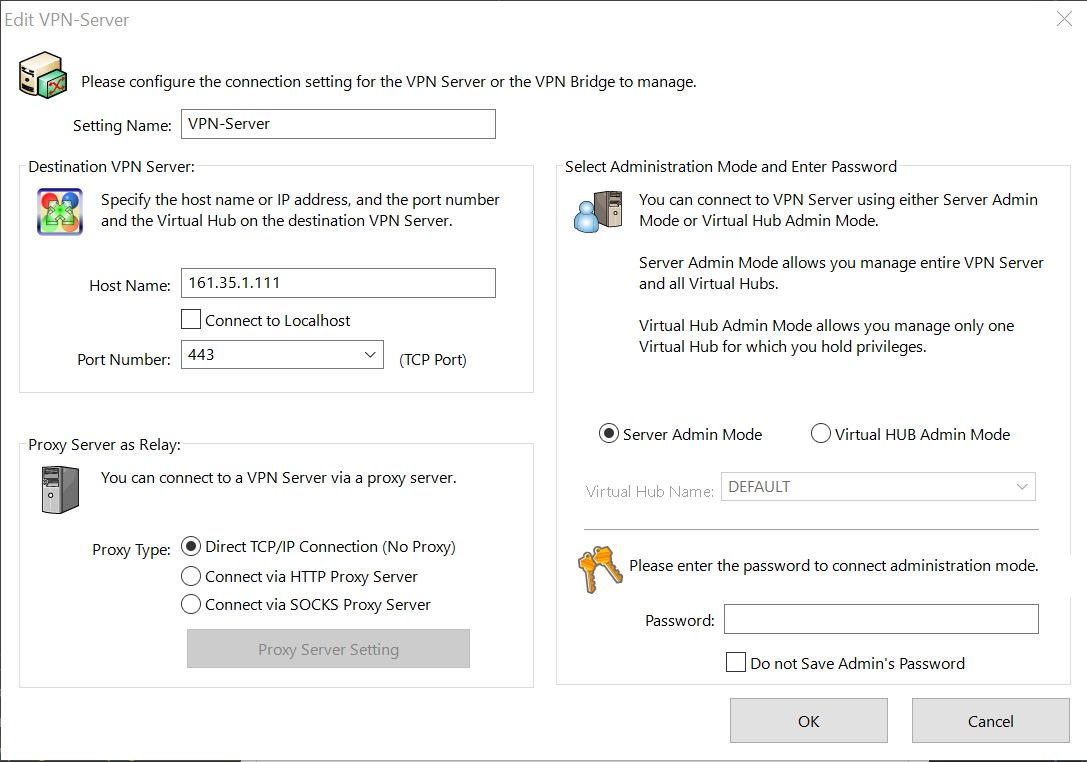 Edit VPN-Server
Please configure the connection setting for the VPN Server or the VPN Bridge to manage.
Setting Name: VPN-Server
Destination VPN Server:
Specify the host name or IP address, and the port number
and the Virtual Hub on the destination VPN Server.
Host Name: 161.35.1.111
Connect to Localhost
Port Number: 443 (TCP Port)
Proxy Server as Relay:
You can connect to a VPN Server via a proxy server.
Proxy Type: Direct TCP/IP Connection (No Proxy)
Connect via HTTP Proxy Server
Connect via SOCKS Proxy Server
Proxy Server Setting
Select Administration Mode and Enter Password
You can connect to VPN Server using either Server Admin
Mode or Virtual Hub Admin Mode.
Server Admin Mode allows you manage entire VPN Server
and all Virtual Hubs.
Virtual Hub Admin Mode allows you manage only one
Virtual Hub for which you hold privileges.
Server Admin Mode Virtual HUB Admin Mode
Virtual Hub Name: DEFAULT
Please enter the password to connect administration mode.
Password:
Do not Save Admin's Password
OK Cancel